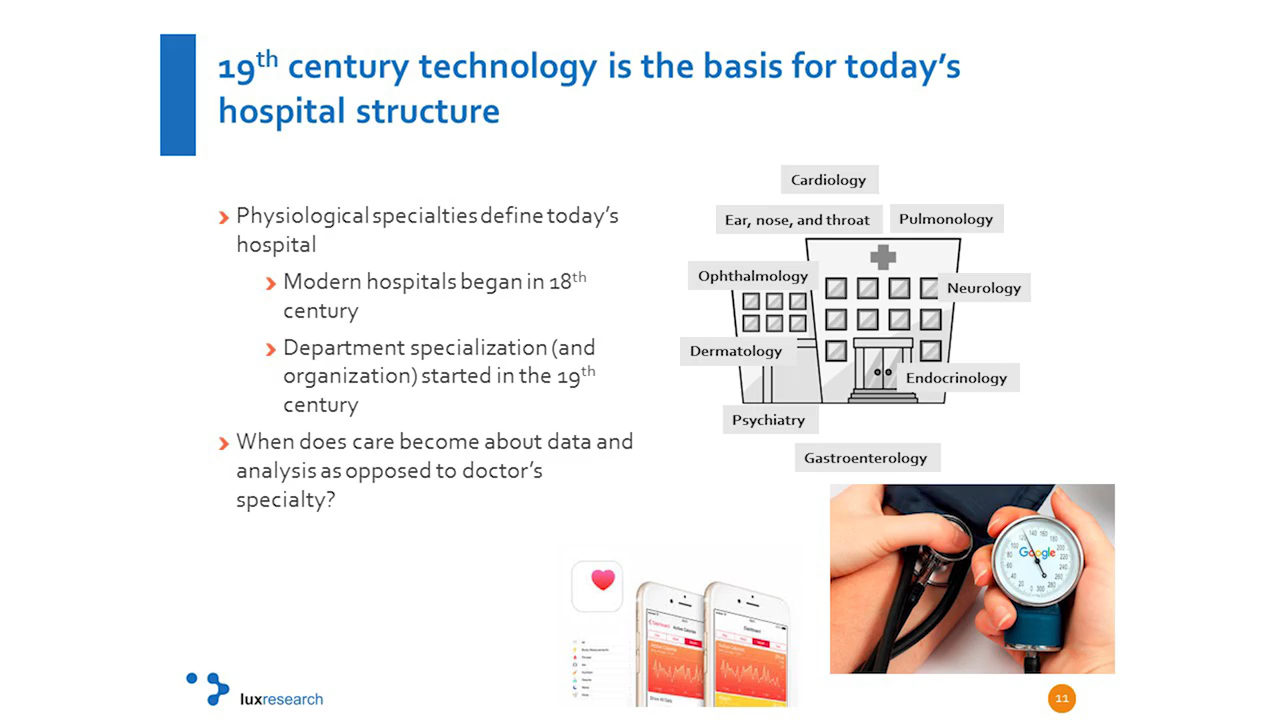 19th century technology is the basis for today's
hospital structure
Physiological specialties define today's
hospital
Modern hospitals began in 18th
century
Department specialization (and
organization) started in the 19th
century
When does care become about data and
analysis as opposed to doctor's
specialty?
Cardiology
Ear, nose, and throat
Pulmonology
Ophthalmology
Neurology
Dermatology
Endocrinology
Psychiatry
Gastroenterology
Google
Dashboard
luxresearch
11